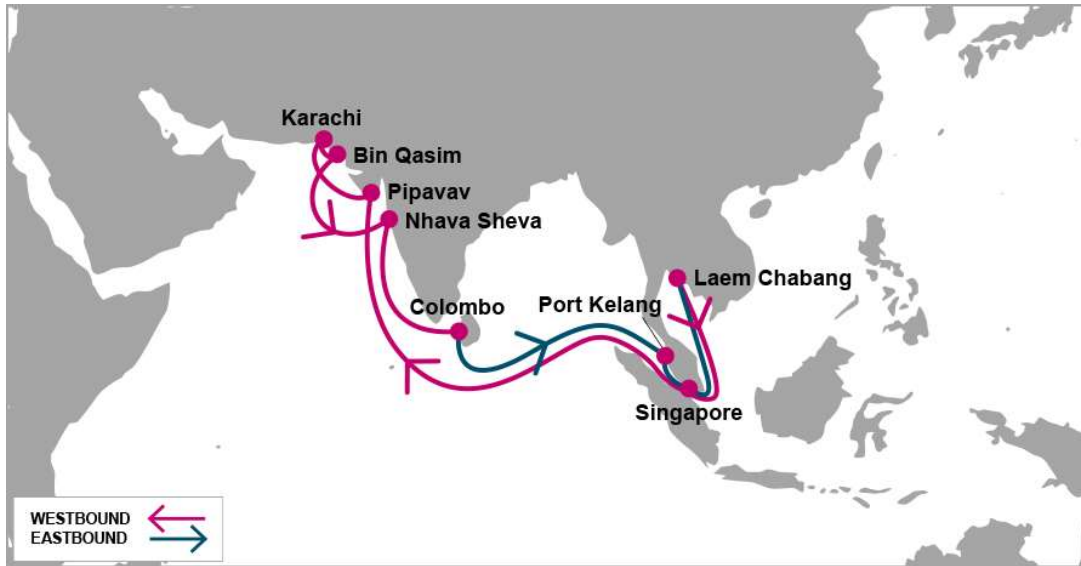 Karachi
Bin Qasim
Pipavav
Nhava Sheva
Laem Chabang
Port Kelang
Colombo
Singapore
WESTBOUND
EASTBOUND